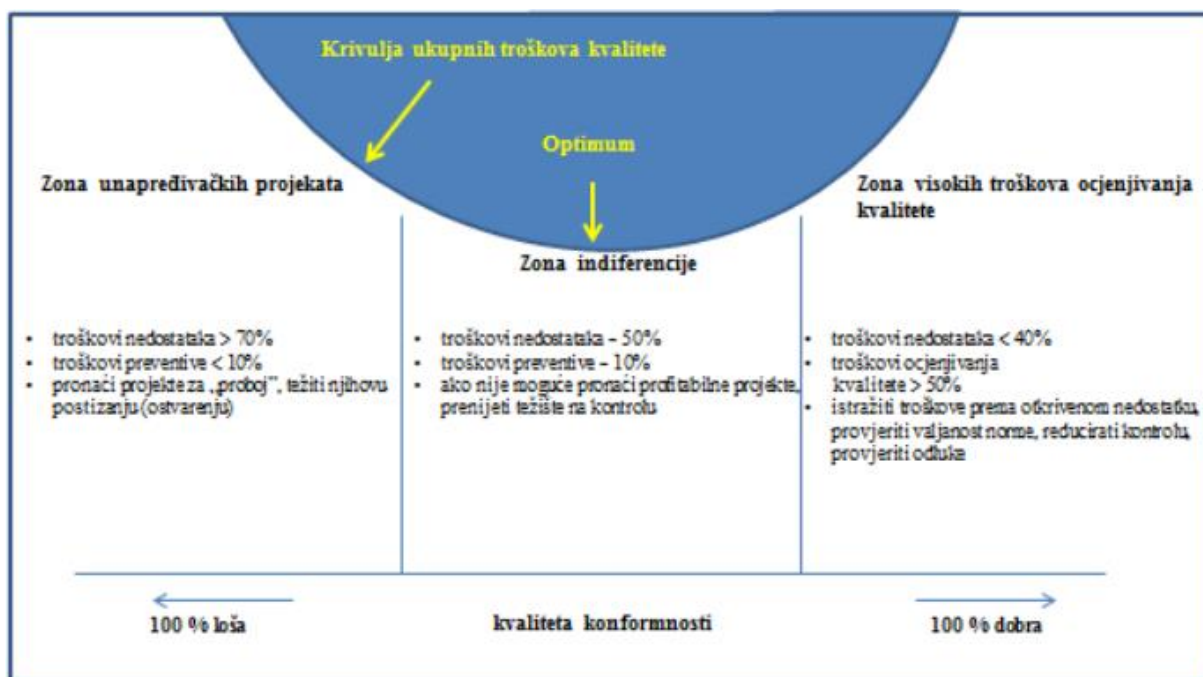 Krivulja ukupnih troškova kvalitete
Optimum
Zona unapređivačkih projekata
Zona visokih troškova ocjenjivanja
kvalitete
Zona indiferencije
• troškovi nedostataka > 70%
• troškovi preventive < 10%
• pronaći projekte za „proboj”, težiti njihovu
postizanju (ostvarenju)
• troškovi nedostataka – 50%
• troškovi preventive – 10%
• ako nije moguće pronaći profitabilne projekte,
prenijeti težište na kontrolu
• troškovi nedostataka < 40%
• troškovi ocjenjivanja
kvalitete > 50%
• istražiti troškove prema otkrivenom nedostatku,
provjeriti valjanost norme, reducirati kontrolu,
provjeriti odluke
100 % loša
kvaliteta konformnosti
100 % dobra